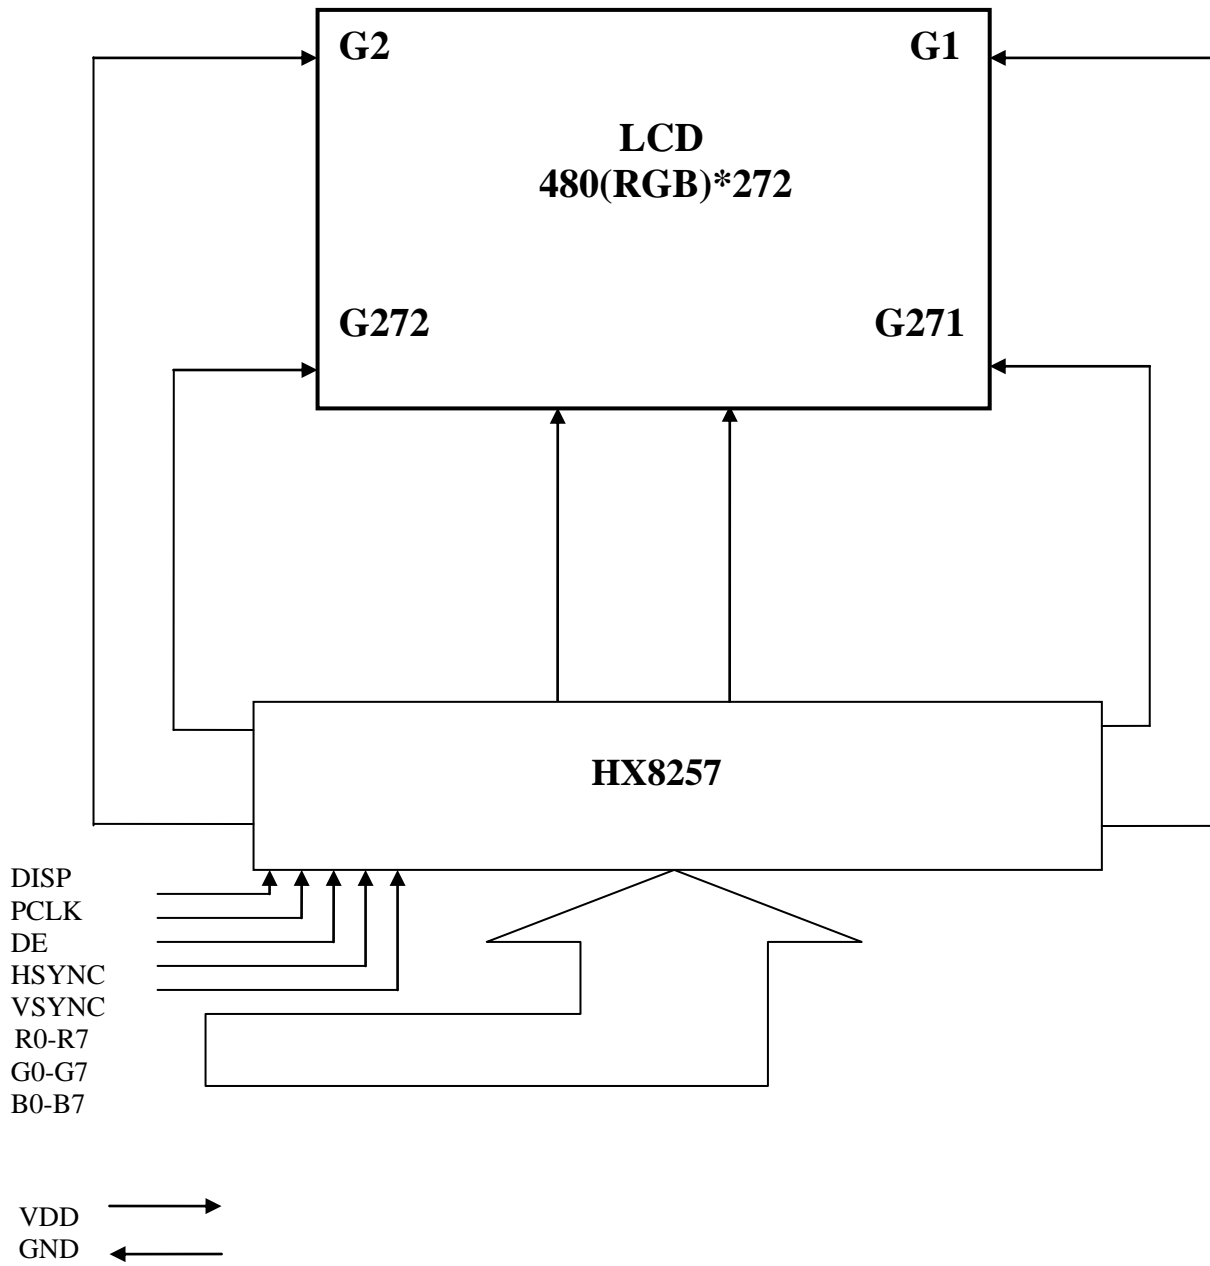 G2
G1
LCD
480(RGB)*272
G272
G271
HX8257
DISP
PCLK
DE
HSYNC
VSYNC
R0-R7
G0-G7
B0-B7
VDD
GND